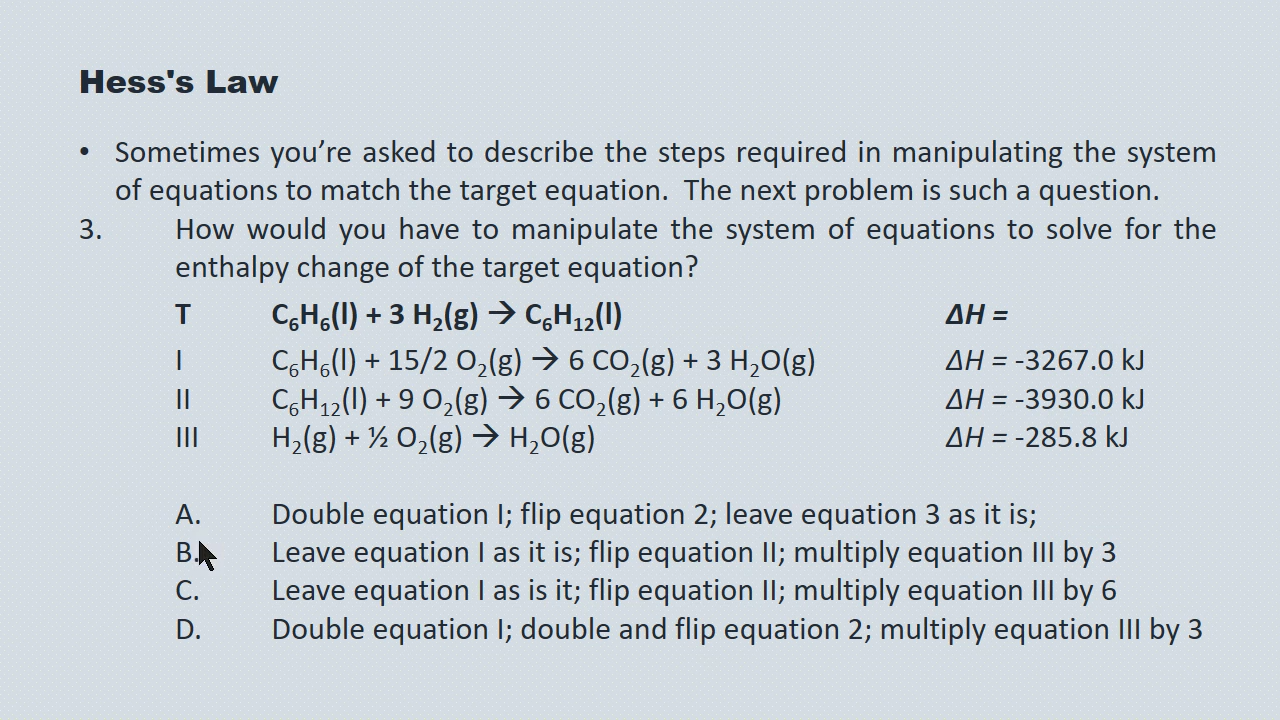 Hess's Law
• Sometimes you’re asked to describe the steps required in manipulating the system
of equations to match the target equation.  The next problem is such a question.
3. How would you have to manipulate the system of equations to solve for the
enthalpy change of the target equation?
T C₆H₆(l) + 3 H₂(g) → C₆H₁₂(l) ΔH =
I C₆H₆(l) + 15/2 O₂(g) → 6 CO₂(g) + 3 H₂O(g) ΔH = -3267.0 kJ
II C₆H₁₂(l) + 9 O₂(g) → 6 CO₂(g) + 6 H₂O(g) ΔH = -3930.0 kJ
III H₂(g) + ½ O₂(g) → H₂O(g) ΔH = -285.8 kJ
A. Double equation I; flip equation 2; leave equation 3 as it is;
B. Leave equation I as it is; flip equation II; multiply equation III by 3
C. Leave equation I as is it; flip equation II; multiply equation III by 6
D. Double equation I; double and flip equation 2; multiply equation III by 3